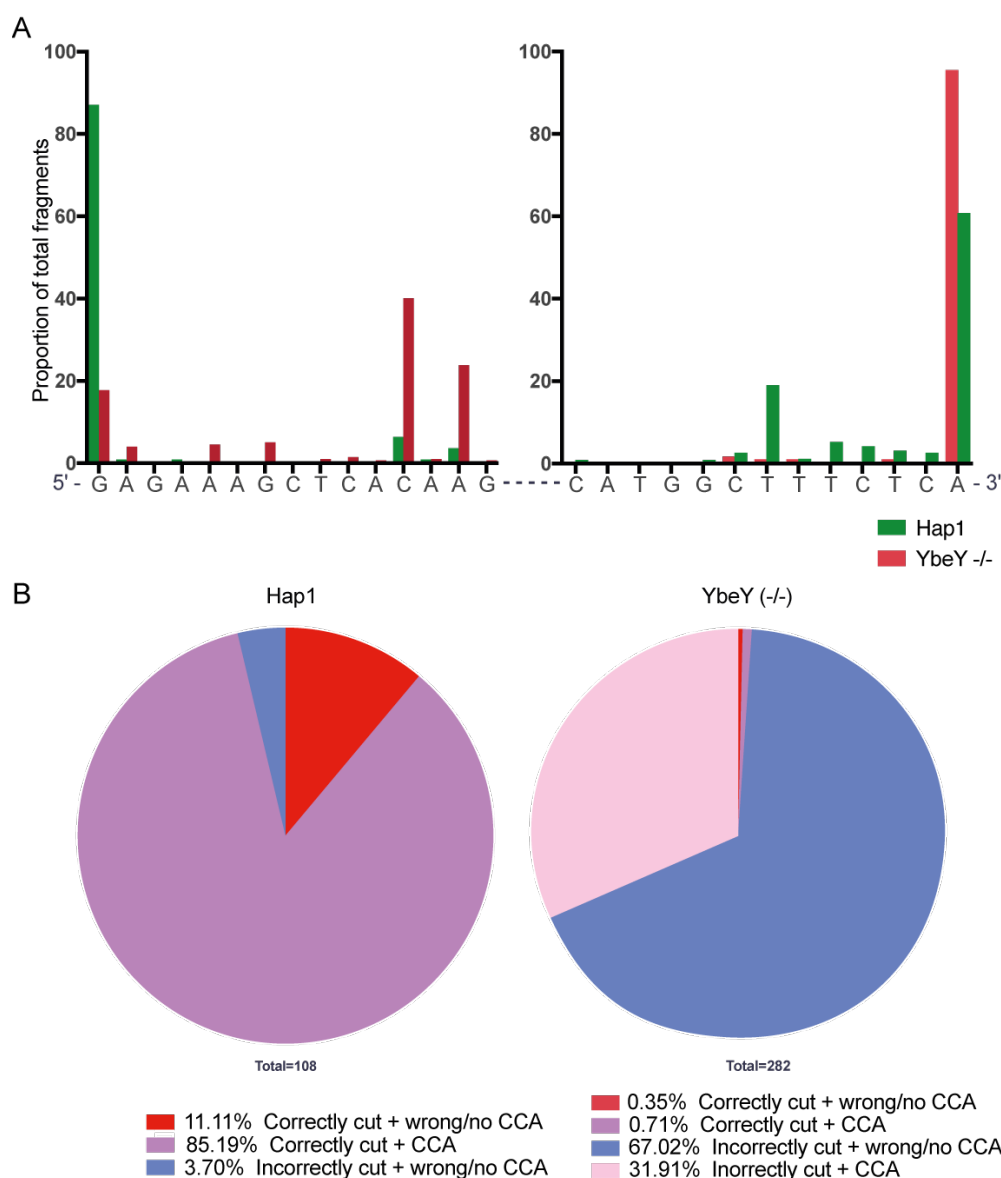 A
Proportion of total fragments
100
80
60
40
20
0
5' - G A G A A A G C T C A C A A G - - - - - C A T G G C T T T C T C A - 3'
100
80
60
40
20
0
Hap1
YbeY -/-
B
Hap1
YbeY (-/-)
Total=108
Total=282
11.11% Correctly cut + wrong/no CCA
85.19% Correctly cut + CCA
3.70% Incorrectly cut + wrong/no CCA
0.35% Correctly cut + wrong/no CCA
0.71% Correctly cut + CCA
67.02% Incorrectly cut + wrong/no CCA
31.91% Inorrectly cut + CCA